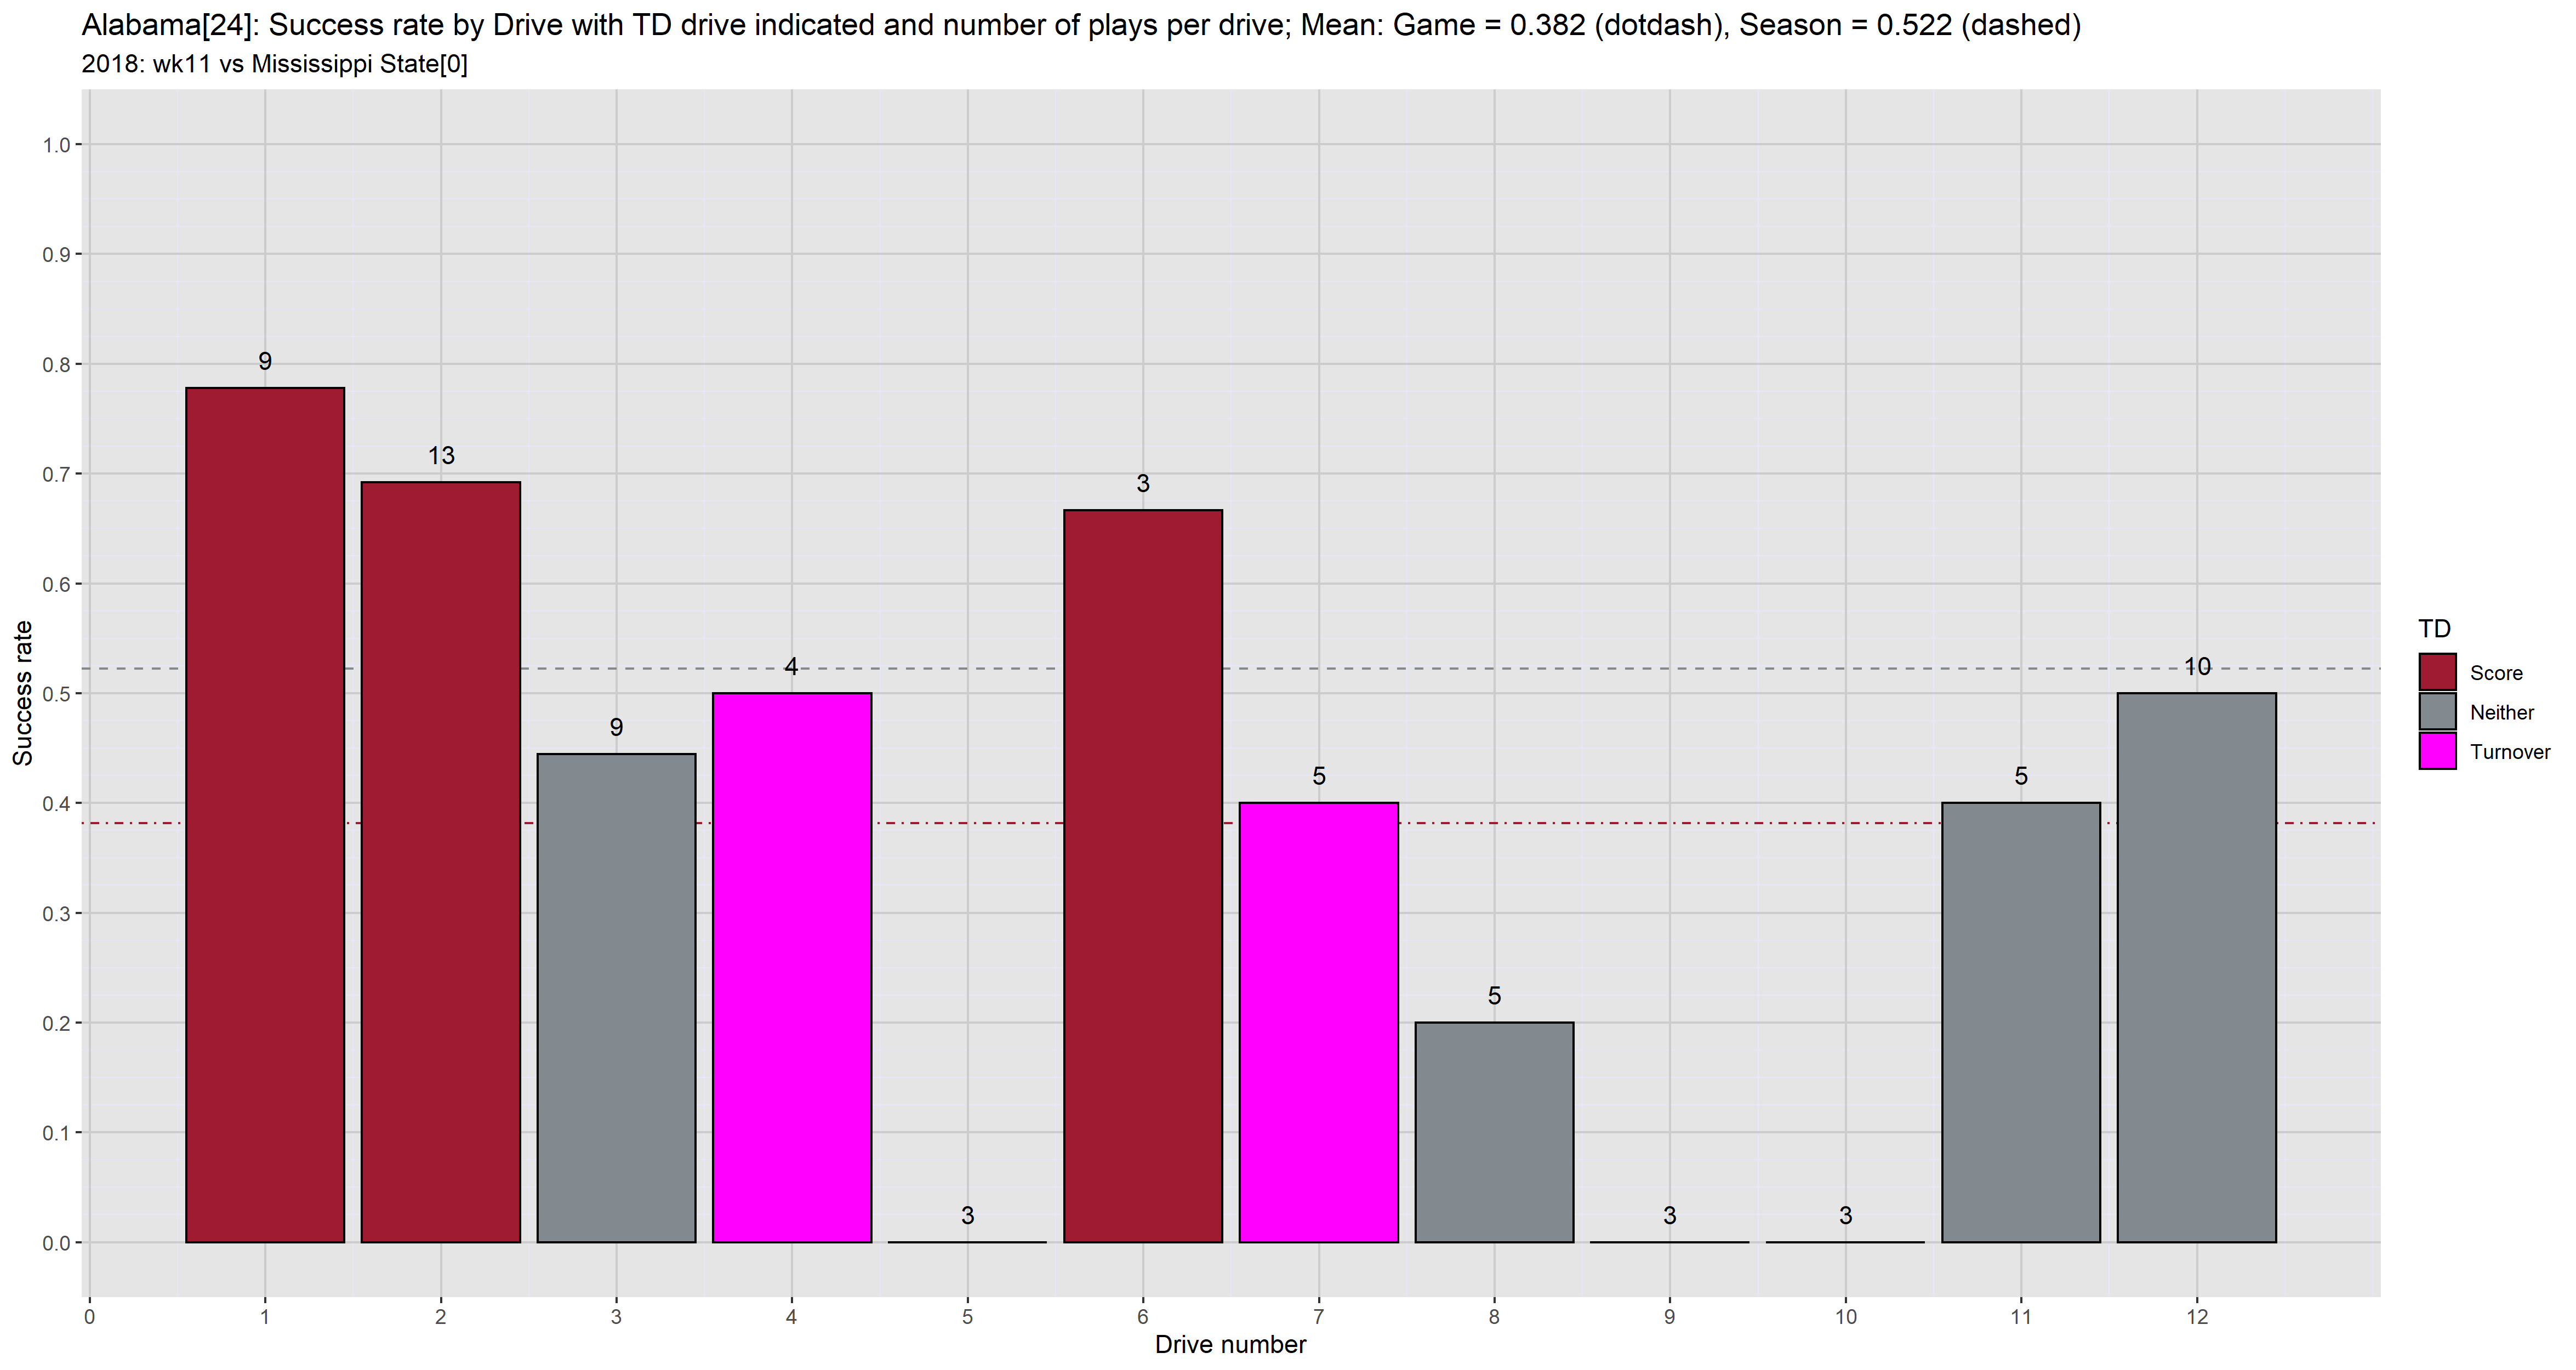 Alabama[24]: Success rate by Drive with TD drive indicated and number of plays per drive; Mean: Game = 0.382 (dotdash), Season = 0.522 (dashed)
2018: wk11 vs Mississippi State[0]
1.0
0.9
0.8
0.7
0.6
0.5
0.4
0.3
0.2
0.1
0.0
Success rate
9
13
9
4
3
3
5
5
3
3
5
10
0 1 2 3 4 5 6 7 8 9 10 11 12
Drive number
TD
Score
Neither
Turnover